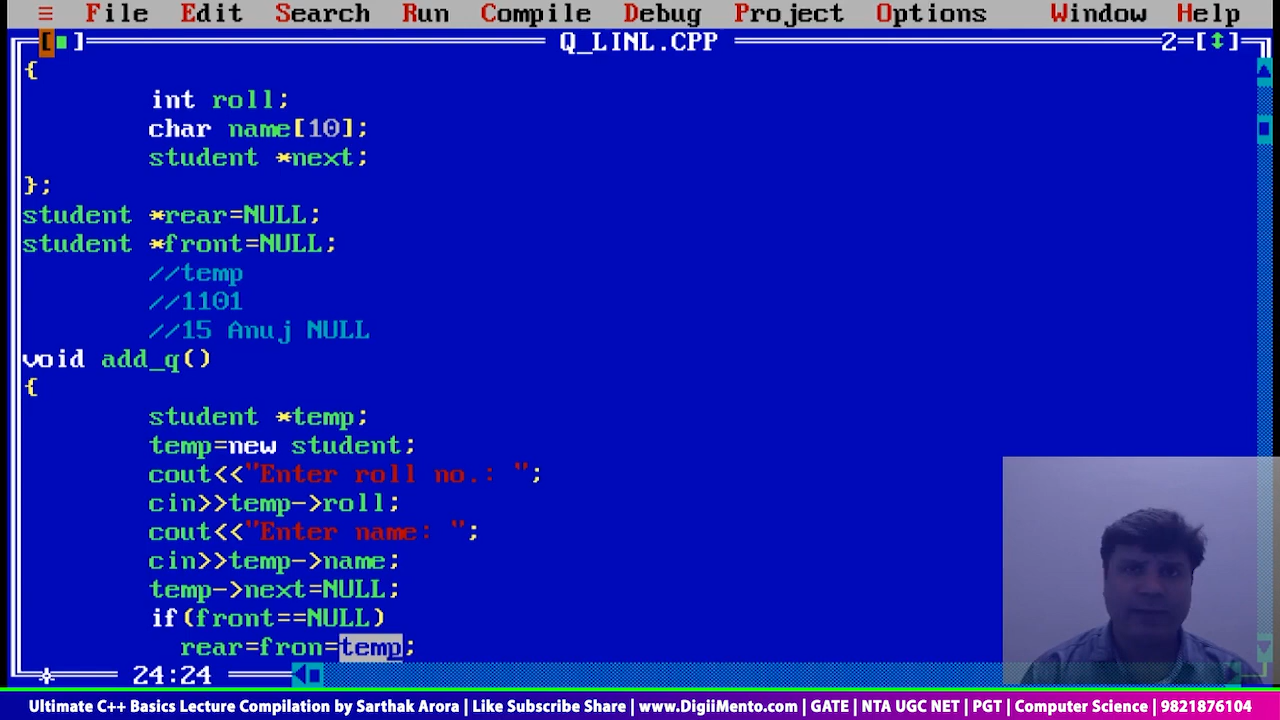 ≡ File Edit Search Run Compile Debug Project Options Window Help
[■] Q_LINL.CPP 2=[↕]
{
int roll;
char name[10];
student *next;
};
student *rear=NULL;
student *front=NULL;
//temp
//1101
//15 Anuj NULL
void add_q()
{
student *temp;
temp=new student;
cout<<"Enter roll no.: ";
cin>>temp->roll;
cout<<"Enter name: ";
cin>>temp->name;
temp->next=NULL;
if(front==NULL)
rear=fron=temp;
24:24
Ultimate C++ Basics Lecture Compilation by Sarthak Arora | Like Subscribe Share | www.DigiiMento.com | GATE | NTA UGC NET | PGT | Computer Science | 9821876104